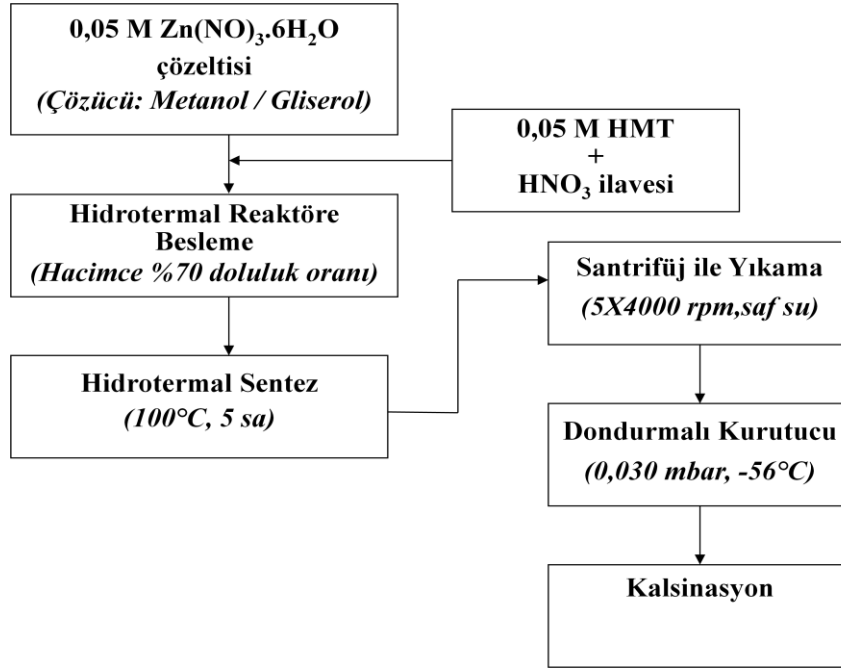 0,05 M Zn(NO)₃.6H₂O
çözeltisi
(Çözücü: Metanol / Gliserol)
0,05 M HMT
+
HNO₃ ilavesi
Hidrotermal Reaktöre
Besleme
(Hacimce %70 doluluk oranı)
Hidrotermal Sentez
(100°C, 5 sa)
Santrifüj ile Yıkama
(5X4000 rpm,saf su)
Dondurmalı Kurutucu
(0,030 mbar, -56°C)
Kalsinasyon